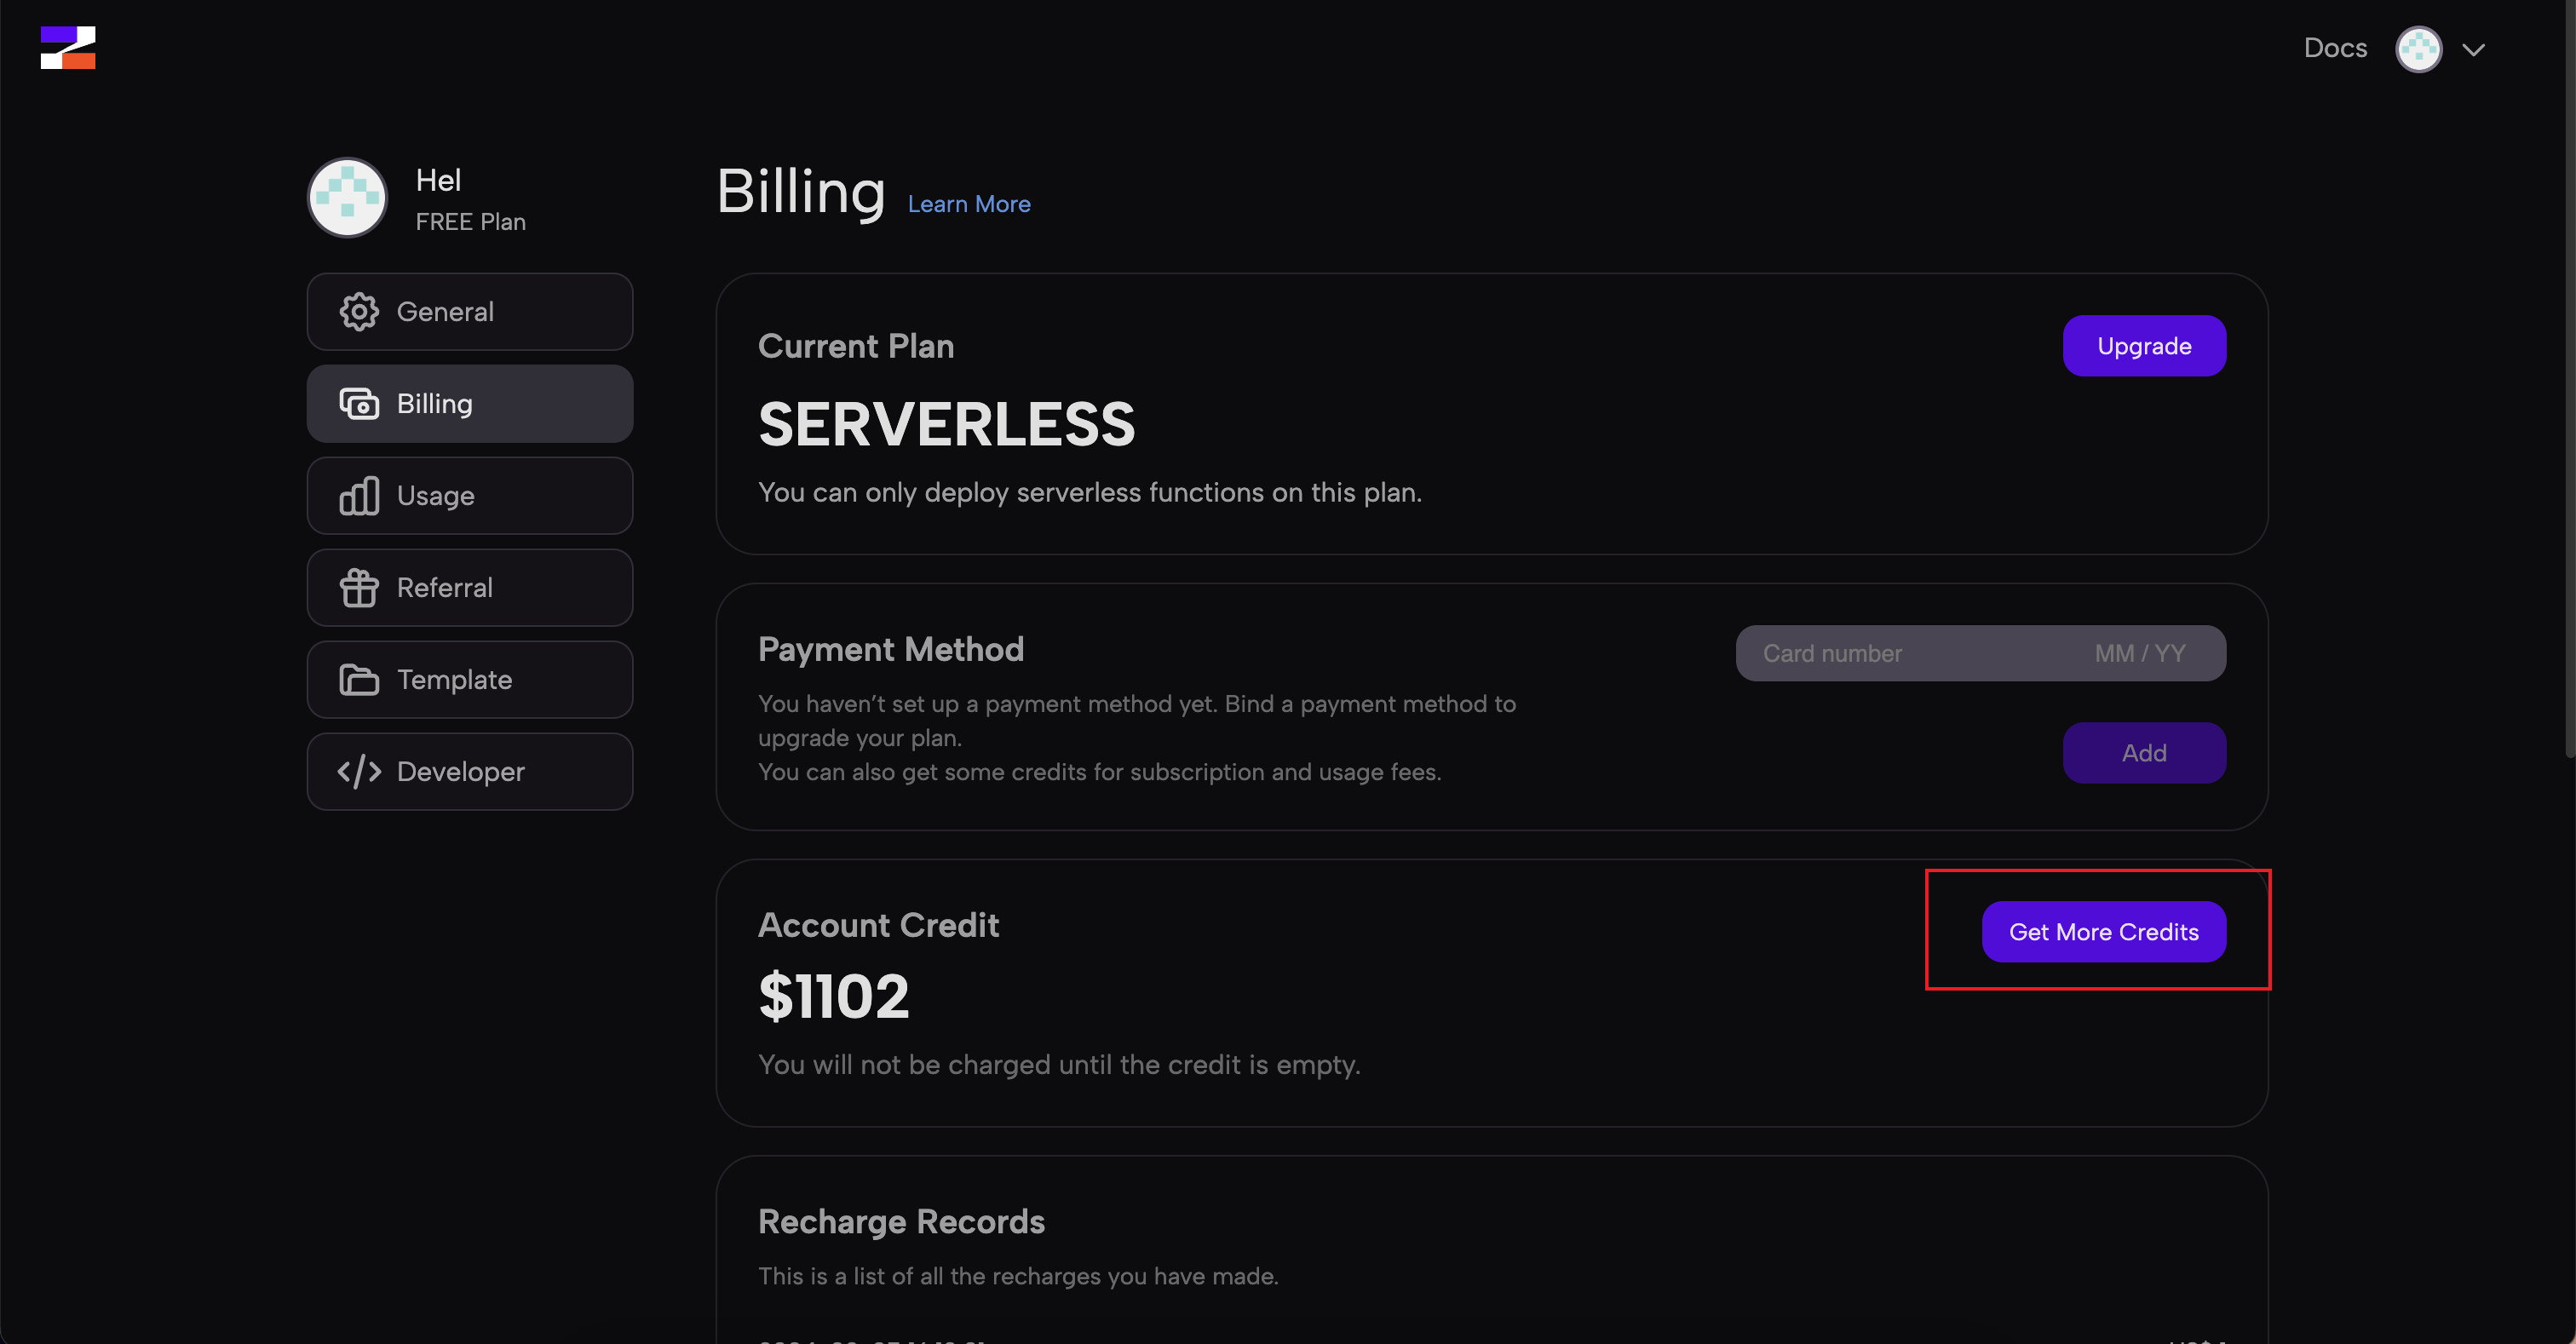 Docs
Hel
FREE Plan
General
Billing
Usage
Referral
Template
Developer
Billing Learn More
Current Plan
Upgrade
SERVERLESS
You can only deploy serverless functions on this plan.
Payment Method
Card number MM / YY
You haven’t set up a payment method yet. Bind a payment method to
upgrade your plan.
You can also get some credits for subscription and usage fees.
Add
Account Credit
Get More Credits
$1102
You will not be charged until the credit is empty.
Recharge Records
This is a list of all the recharges you have made.